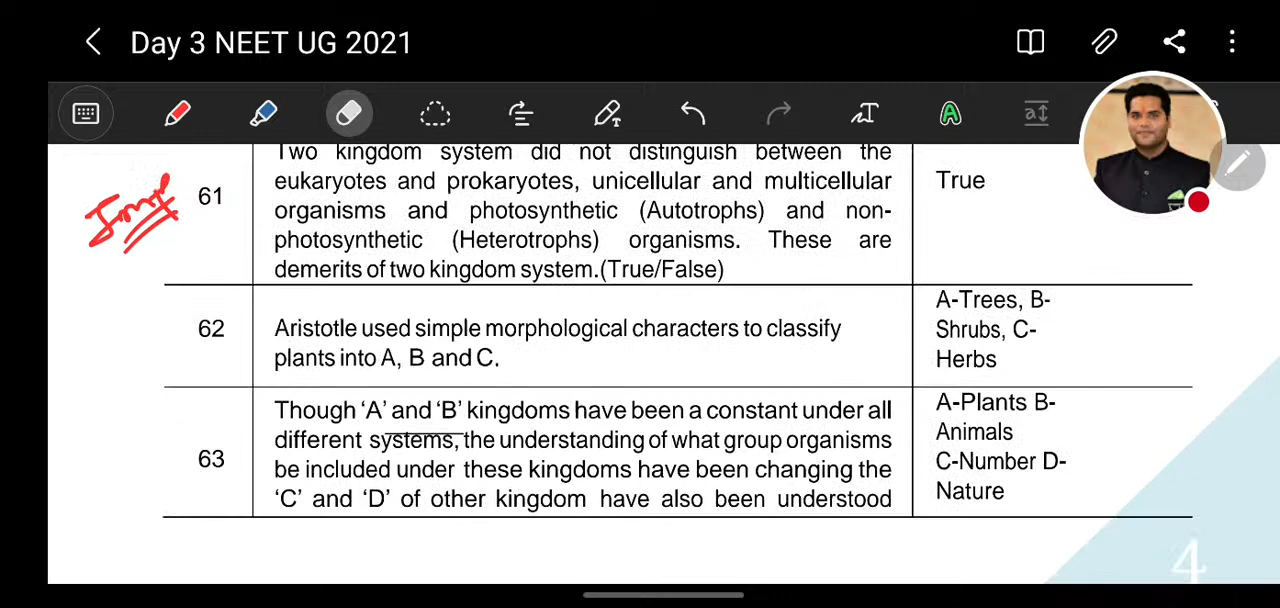 Day 3 NEET UG 2021
Two kingdom system did not distinguish between the
eukaryotes and prokaryotes, unicellular and multicellular
organisms and photosynthetic (Autotrophs) and non-
photosynthetic (Heterotrophs) organisms. These are
demerits of two kingdom system.(True/False)
Imp
61
True
62
Aristotle used simple morphological characters to classify
plants into A, B and C.
A-Trees, B-
Shrubs, C-
Herbs
63
Though ‘A’ and ‘B’ kingdoms have been a constant under all
different systems, the understanding of what group organisms
be included under these kingdoms have been changing the
‘C’ and ‘D’ of other kingdom have also been understood
A-Plants B-
Animals
C-Number D-
Nature
4